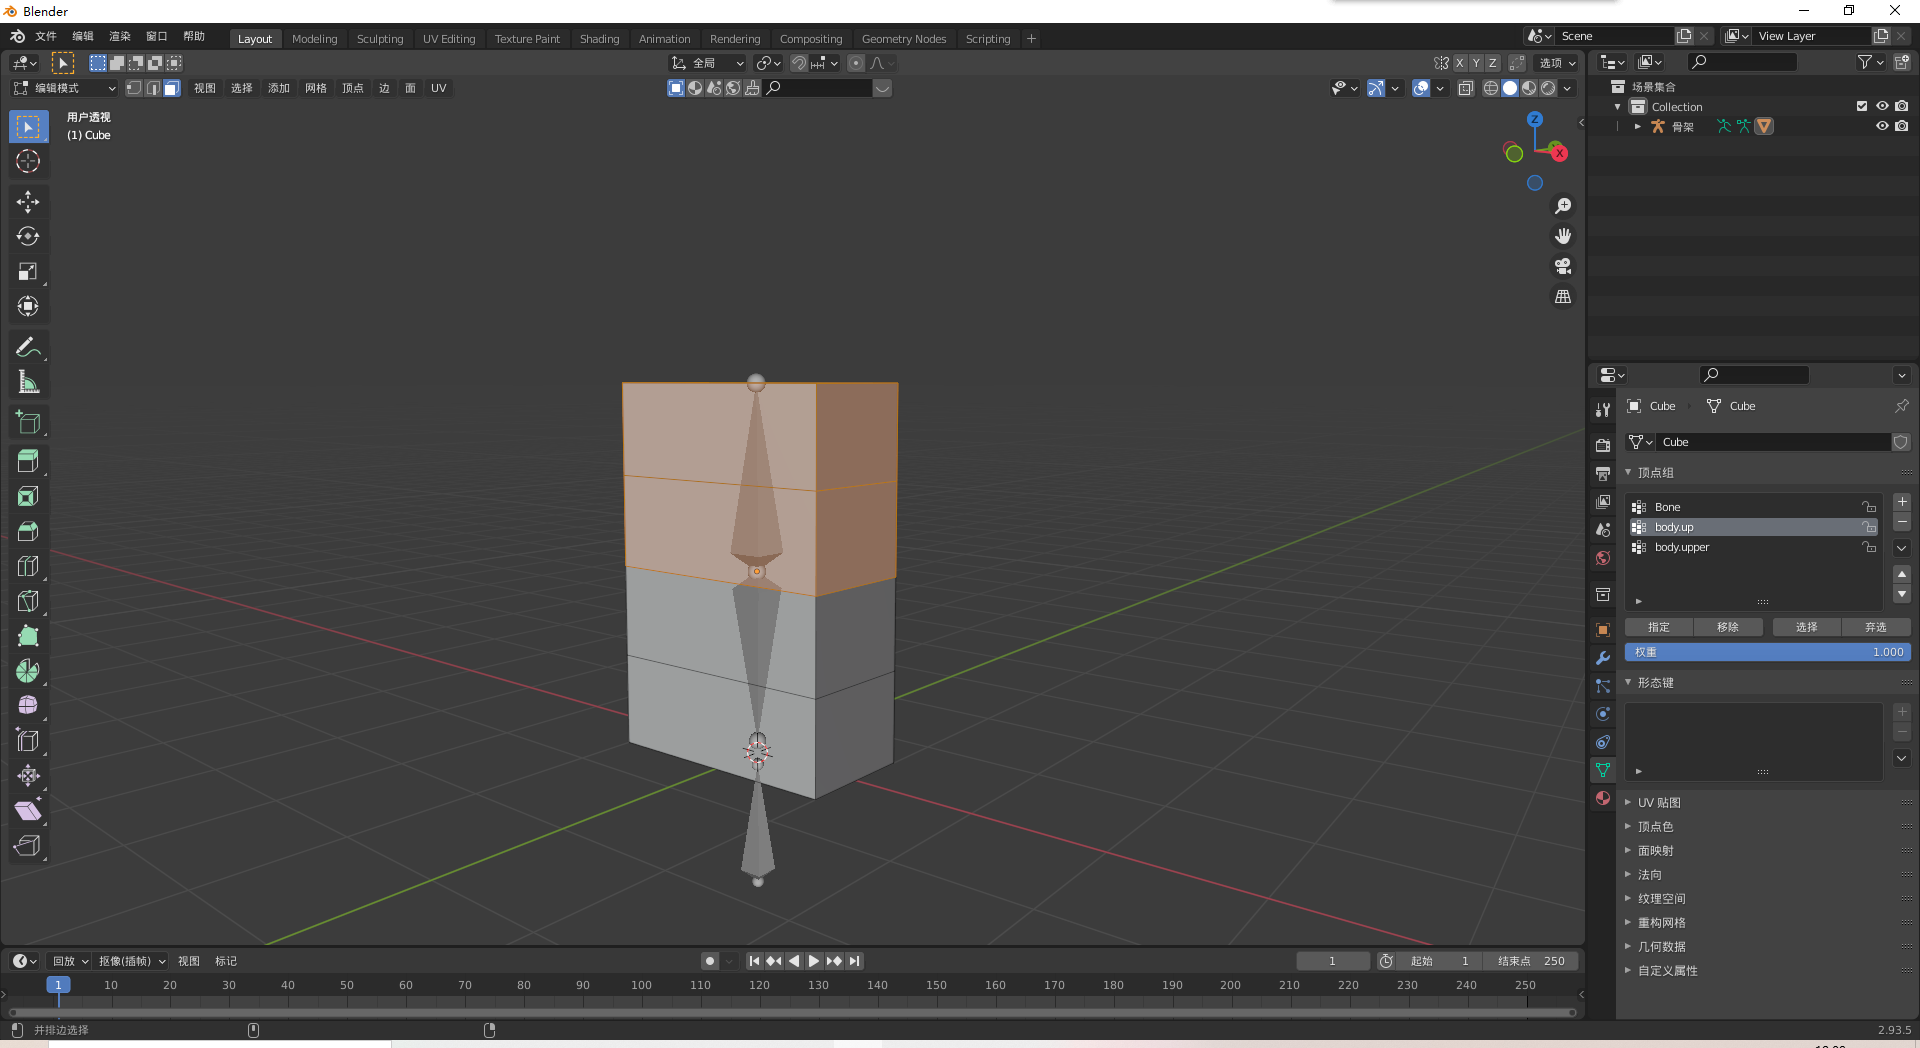 Blender
文件 编辑 渲染 窗口 帮助 Layout Modeling Sculpting UV Editing Texture Paint Shading Animation Rendering Compositing Geometry Nodes Scripting + Scene View Layer
全局 X Y Z 选项
编辑模式 视图 选择 添加 网格 顶点 边 面 UV
用户透视
(1) Cube
Z
X
场景集合
Collection
骨架
Cube Cube
Cube
顶点组
Bone
body.up
body.upper
指定 移除 选择 弃选
权重 1.000
形态键
UV 贴图
顶点色
面映射
法向
纹理空间
重构网格
几何数据
自定义属性
回放 抠像(插帧) 视图 标记 1 起始 1 结束点 250
1 10 20 30 40 50 60 70 80 90 100 110 120 130 140 150 160 170 180 190 200 210 220 230 240 250
并排边选择 2.93.5